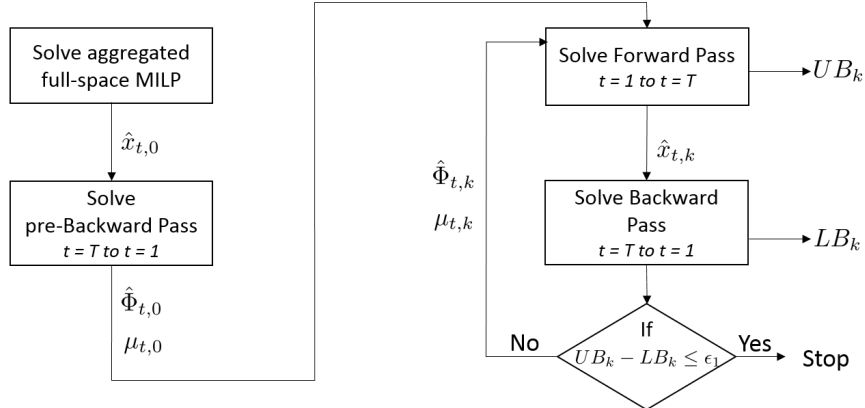 Solve aggregated
full-space MILP
x̂_{t,0}
Solve
pre-Backward Pass
t = T to t = 1
Φ̂_{t,0}
μ_{t,0}
Solve Forward Pass
t = 1 to t = T
UB_k
x̂_{t,k}
Φ̂_{t,k}
μ_{t,k}
Solve Backward
Pass
t = T to t = 1
LB_k
If
UB_k − LB_k ≤ ϵ_1
No
Yes
Stop